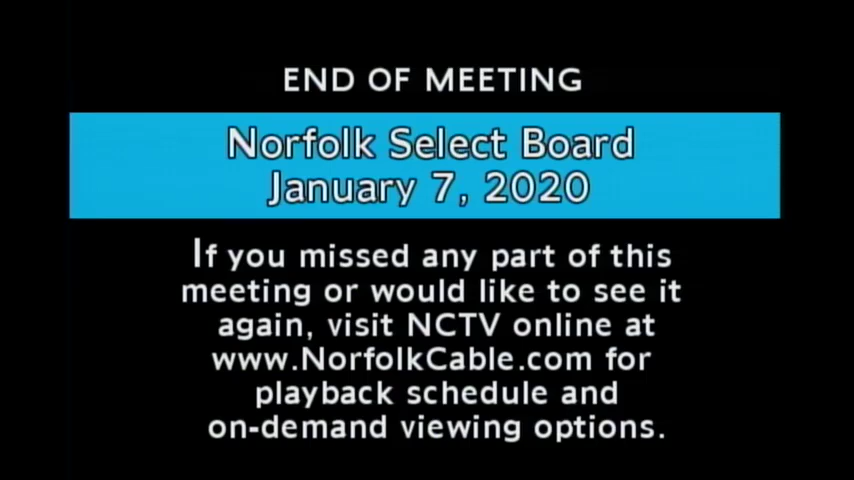 END OF MEETING
Norfolk Select Board
January 7, 2020
If you missed any part of this
meeting or would like to see it
again, visit NCTV online at
www.NorfolkCable.com for
playback schedule and
on-demand viewing options.